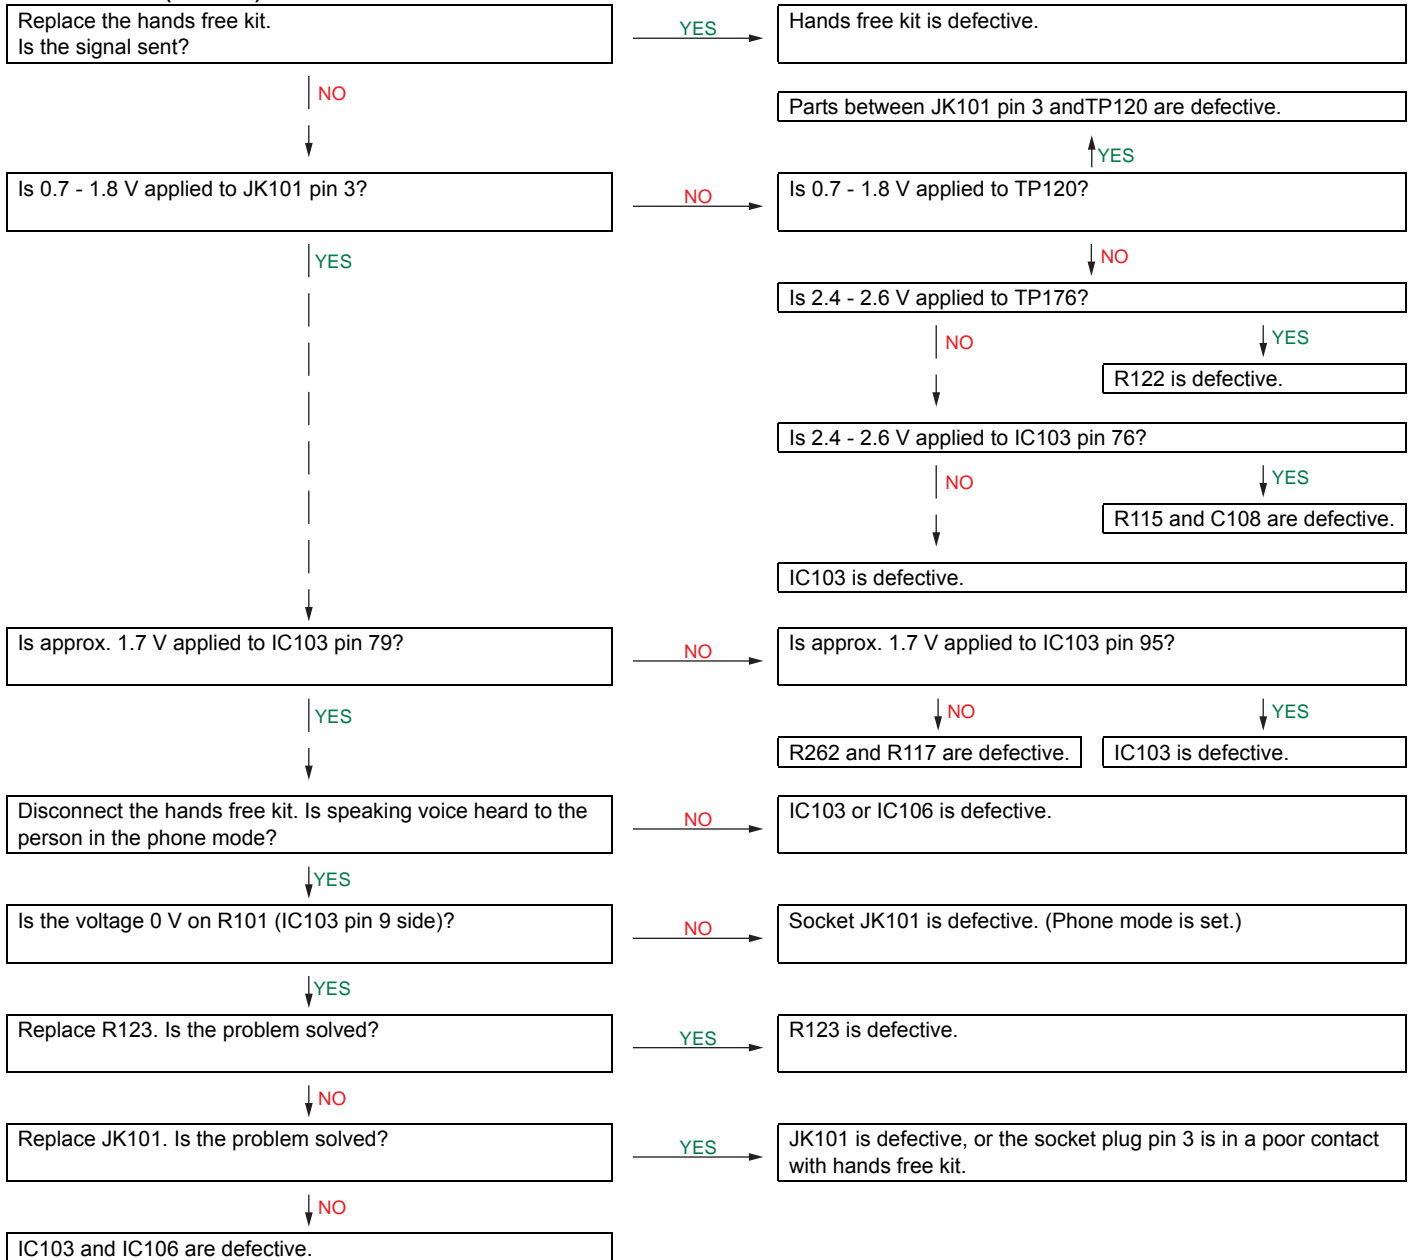 Replace the hands free kit.
Is the signal sent?
YES
Hands free kit is defective.
NO
Parts between JK101 pin 3 andTP120 are defective.
YES
Is 0.7 - 1.8 V applied to JK101 pin 3?
NO
Is 0.7 - 1.8 V applied to TP120?
YES
NO
Is 2.4 - 2.6 V applied to TP176?
NO
YES
R122 is defective.
Is 2.4 - 2.6 V applied to IC103 pin 76?
NO
YES
R115 and C108 are defective.
IC103 is defective.
Is approx. 1.7 V applied to IC103 pin 79?
NO
Is approx. 1.7 V applied to IC103 pin 95?
YES
NO
YES
R262 and R117 are defective.
IC103 is defective.
Disconnect the hands free kit. Is speaking voice heard to the
person in the phone mode?
NO
IC103 or IC106 is defective.
YES
Is the voltage 0 V on R101 (IC103 pin 9 side)?
NO
Socket JK101 is defective. (Phone mode is set.)
YES
Replace R123. Is the problem solved?
YES
R123 is defective.
NO
Replace JK101. Is the problem solved?
YES
JK101 is defective, or the socket plug pin 3 is in a poor contact
with hands free kit.
NO
IC103 and IC106 are defective.